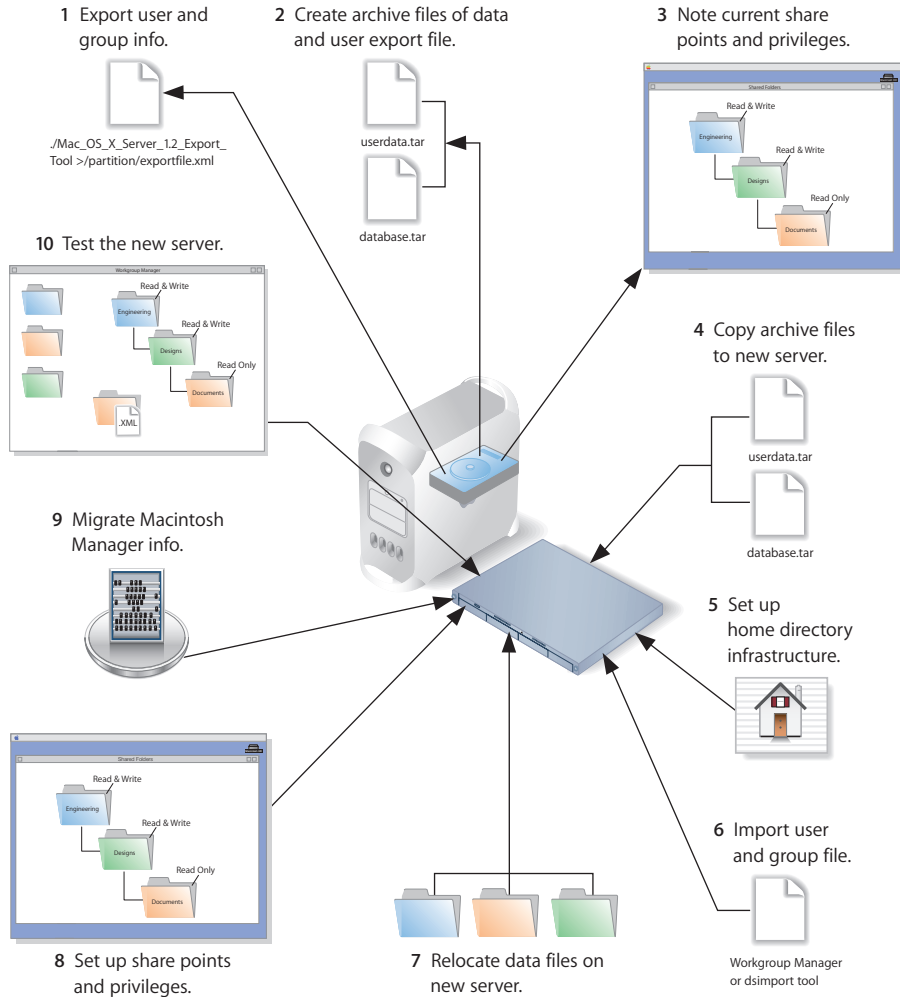 1 Export user and
group info.
./Mac_OS_X_Server_1.2_Export_
Tool >/partition/exportfile.xml
2 Create archive files of data
and user export file.
userdata.tar
database.tar
3 Note current share
points and privileges.
Shared Folders
Read & Write
Engineering
Read & Write
Designs
Read Only
Documents
10 Test the new server.
Workgroup Manager
Read & Write
Engineering
Read & Write
Designs
Read Only
Documents
.XML
4 Copy archive files
to new server.
userdata.tar
database.tar
9 Migrate Macintosh
Manager info.
5 Set up
home directory
infrastructure.
Shared Folders
Read & Write
Engineering
Read & Write
Designs
Read Only
Documents
8 Set up share points
and privileges.
7 Relocate data files on
new server.
6 Import user
and group file.
Workgroup Manager
or dsimport tool